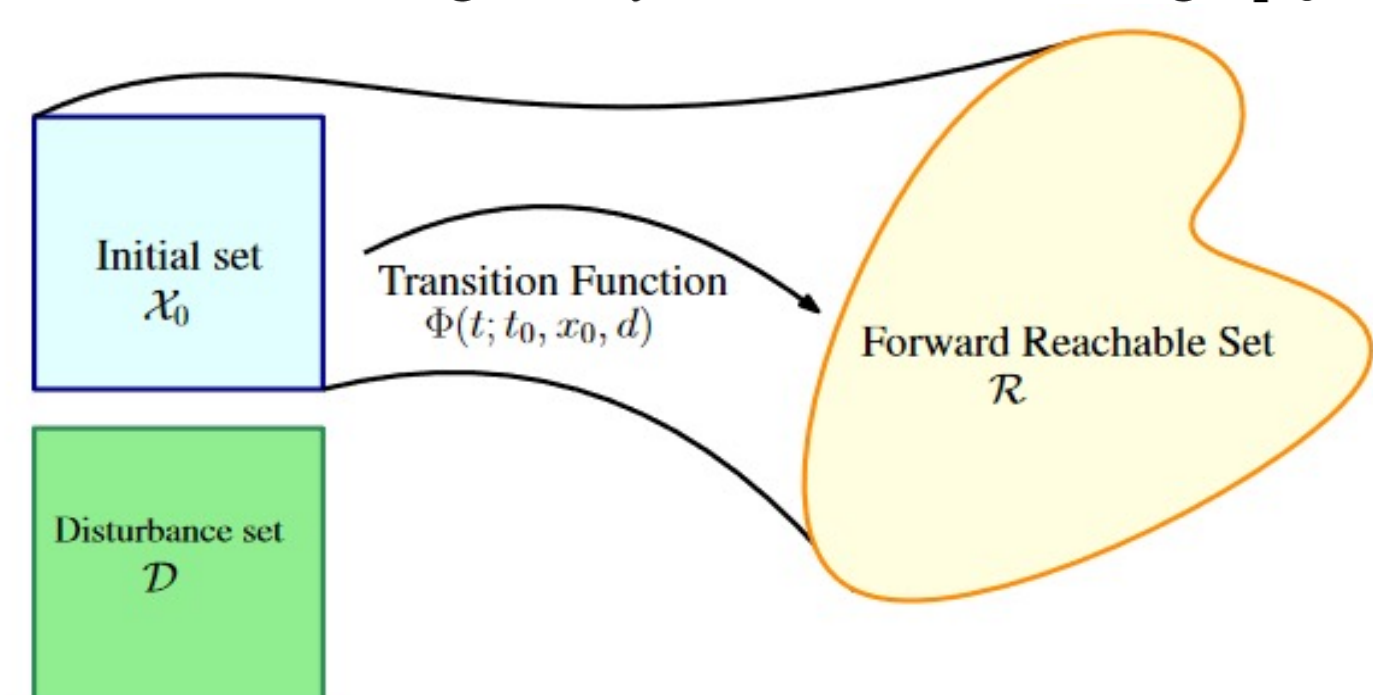 Initial set
𝒳₀
Transition Function
Φ(t; t₀, x₀, d)
Forward Reachable Set
ℛ
Disturbance set
𝒟